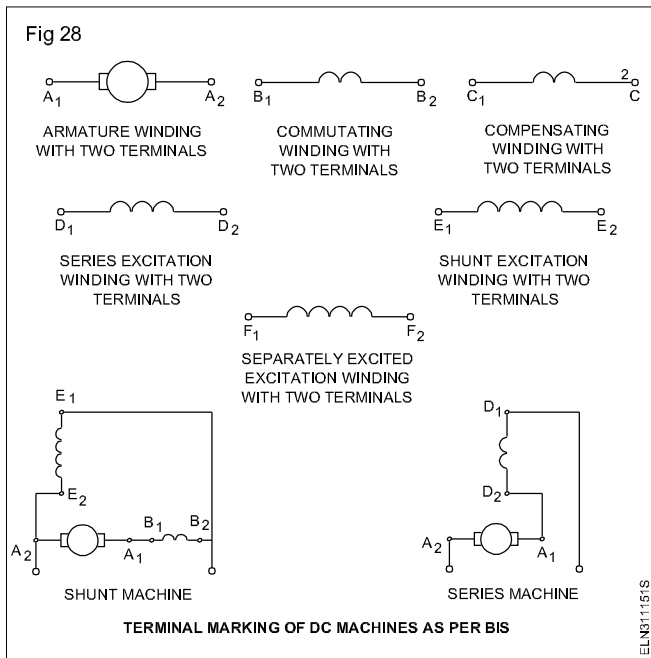 Fig 28
A1 A2 B1 B2 C1 2 C
ARMATURE WINDING
WITH TWO TERMINALS
COMMUTATING
WINDING WITH
TWO TERMINALS
COMPENSATING
WINDING WITH
TWO TERMINALS
D1 D2 E1 E2
SERIES EXCITATION
WINDING WITH TWO
TERMINALS
SHUNT EXCITATION
WINDING WITH TWO
TERMINALS
F1 F2
SEPARATELY EXCITED
EXCITATION WINDING
WITH TWO TERMINALS
E1
E2
B1 B2
A2 A1
SHUNT MACHINE
D1
D2
A2 A1
SERIES MACHINE
TERMINAL MARKING OF DC MACHINES AS PER BIS
ELN311151S